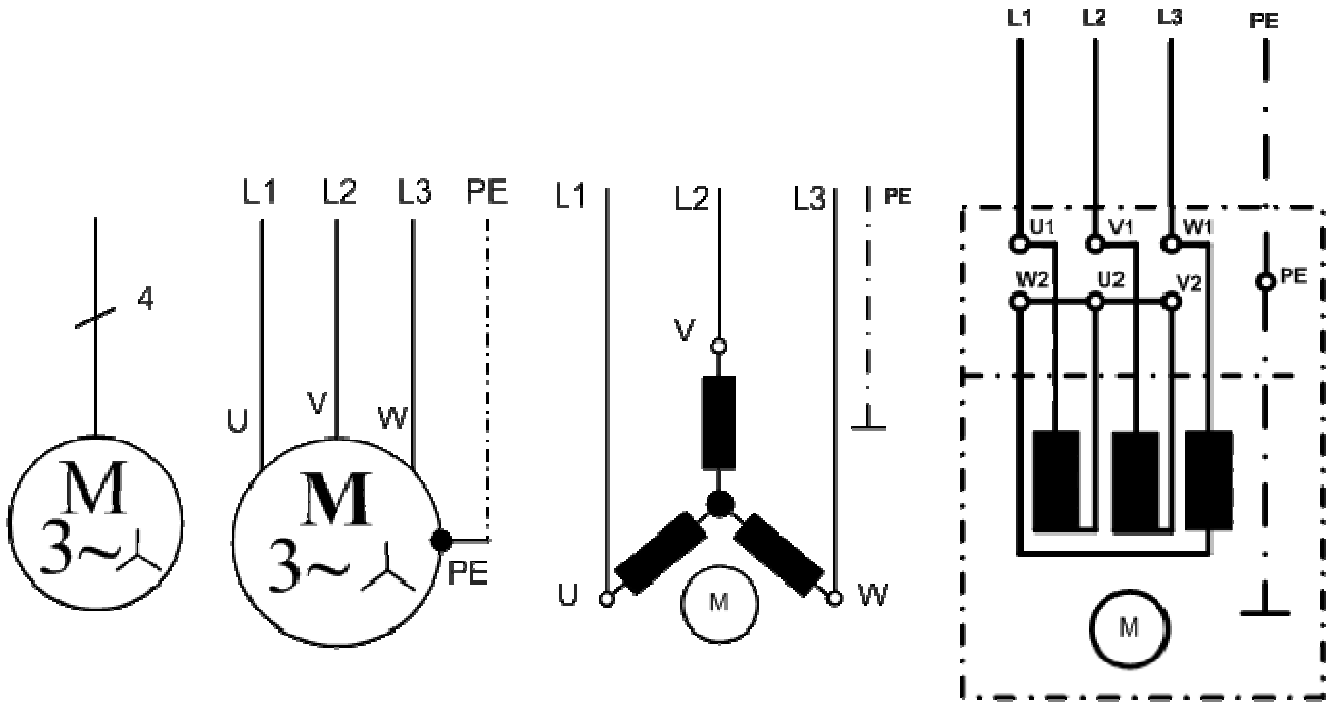 4
M
3~
L1 L2 L3 PE
U V W
M
3~
PE
L1 L2 L3 PE
V
U M W
L1 L2 L3 PE
U1 V1 W1
W2 U2 V2 PE
M